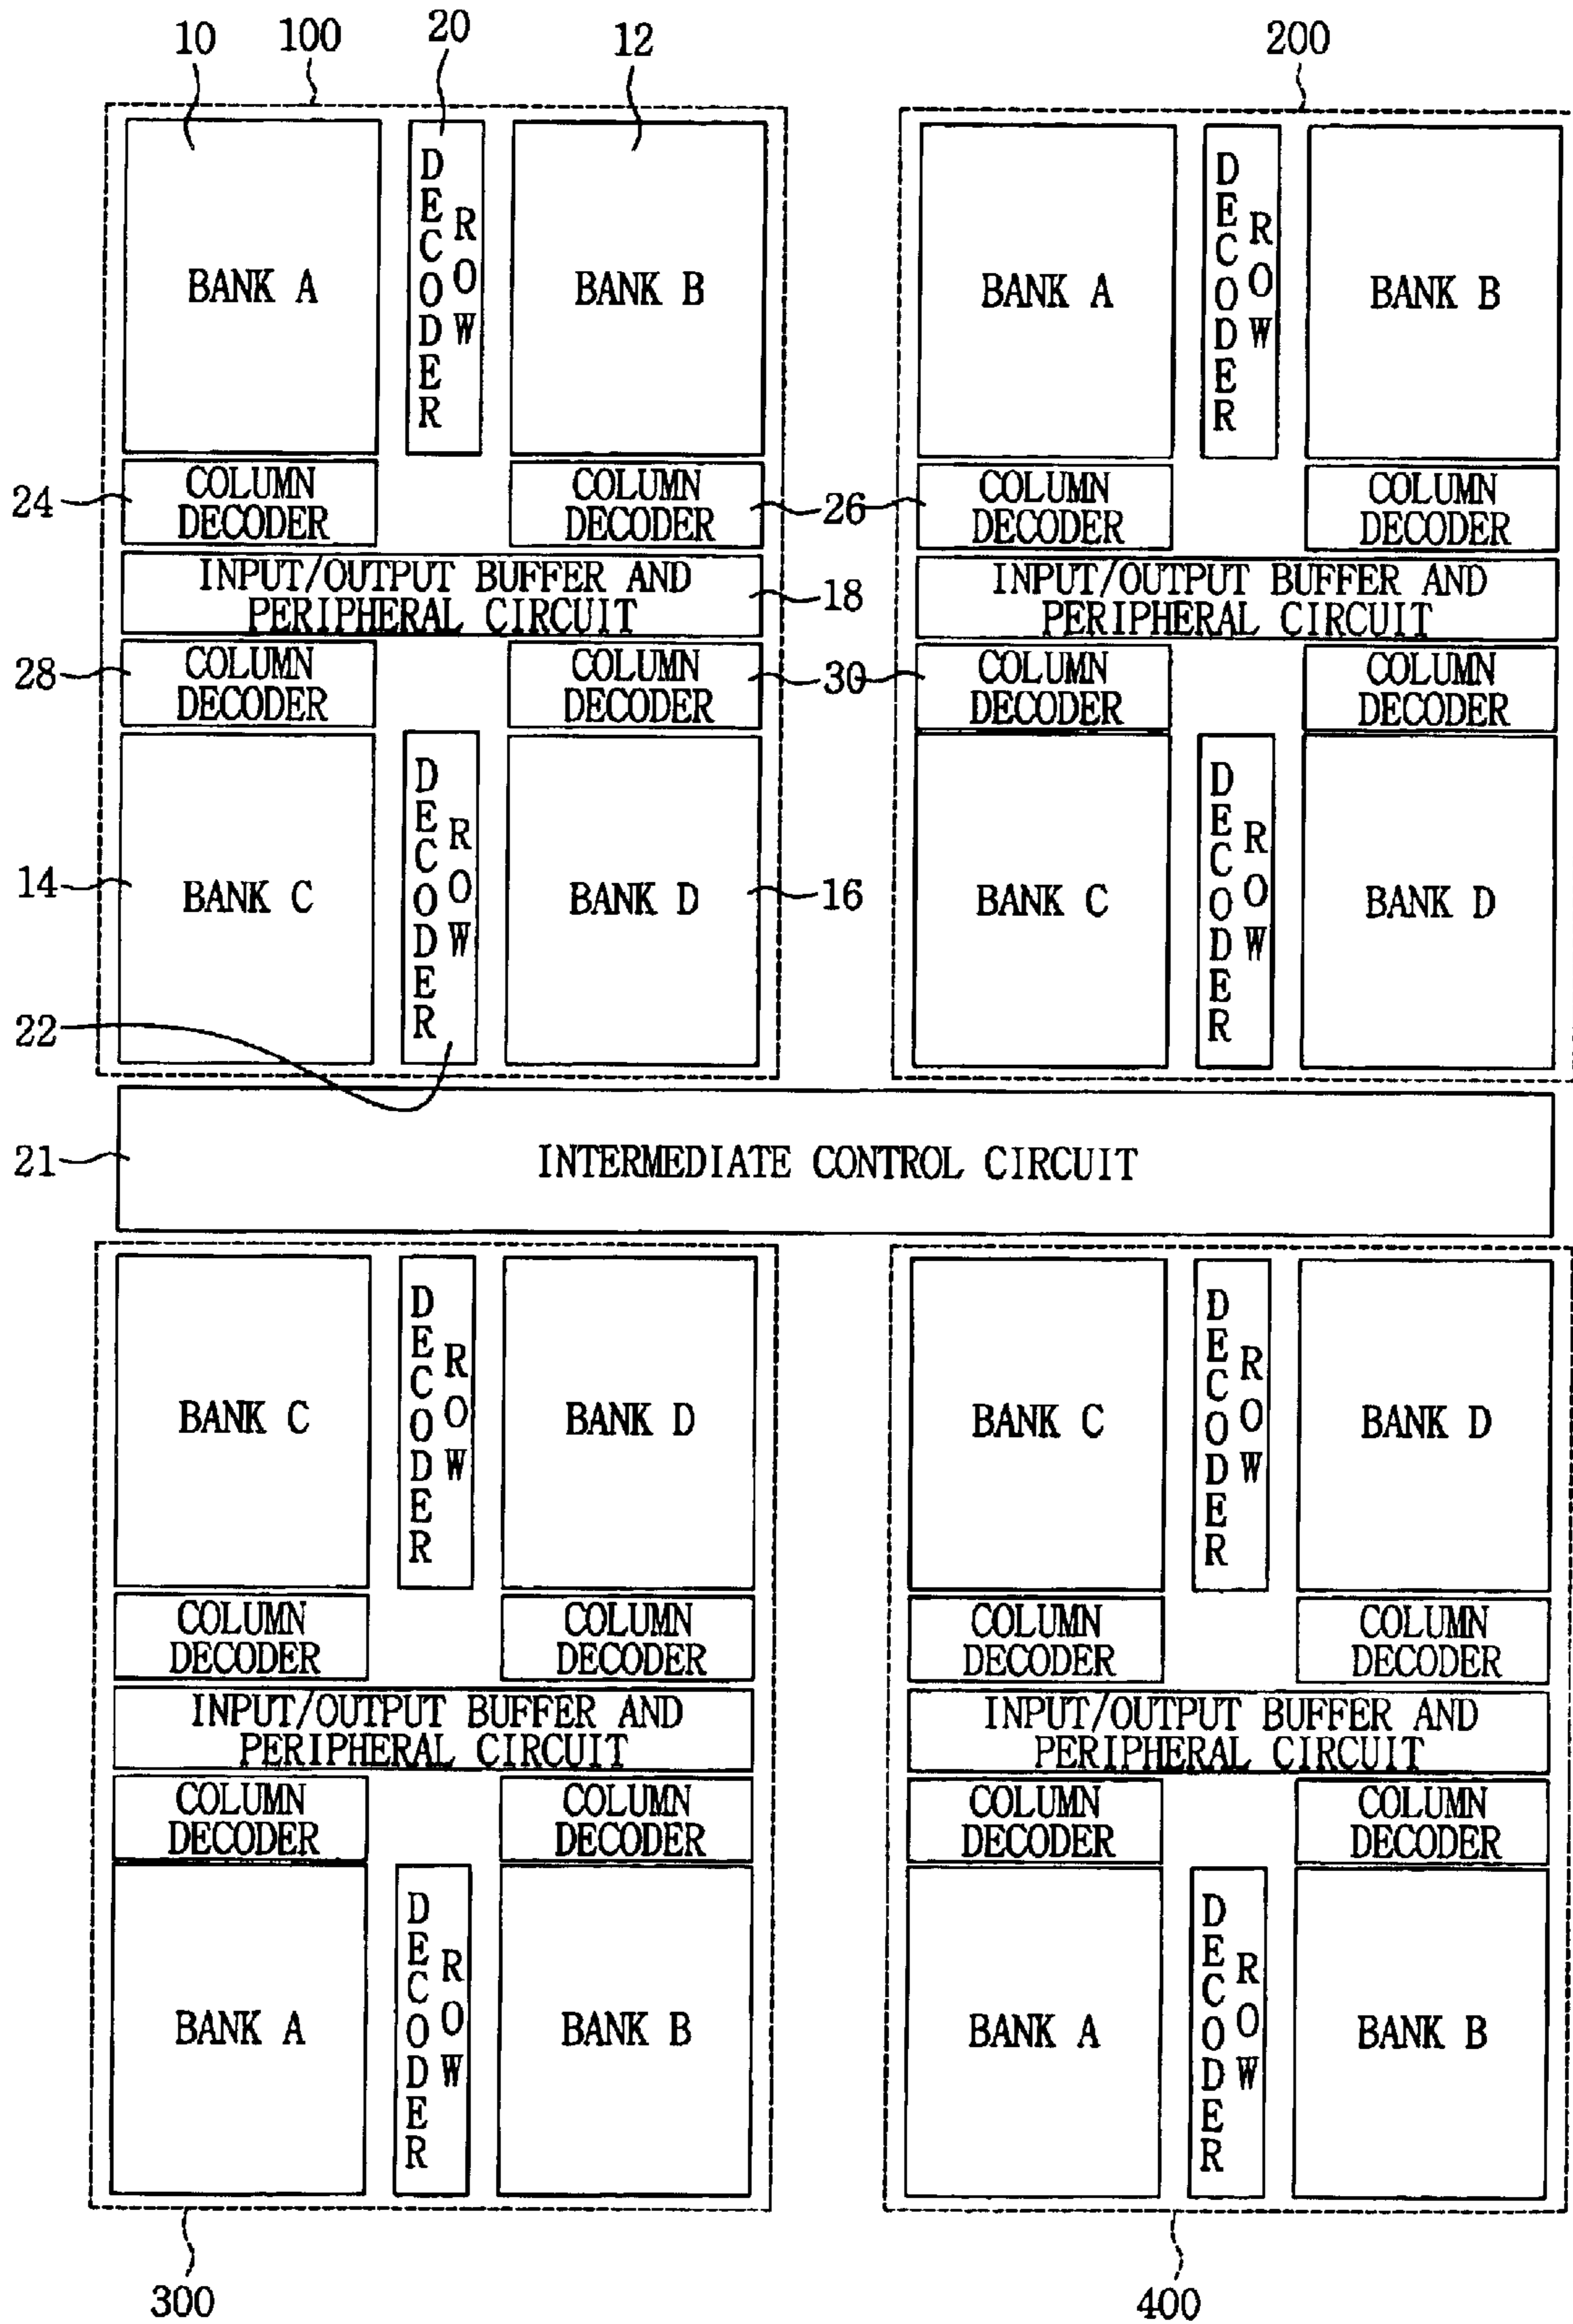 10 100 20 12 200
BANK A
ROW DECODER
BANK B
BANK A
ROW DECODER
BANK B
24
COLUMN
DECODER
COLUMN
DECODER
26
COLUMN
DECODER
COLUMN
DECODER
INPUT/OUTPUT BUFFER AND
PERIPHERAL CIRCUIT
18
INPUT/OUTPUT BUFFER AND
PERIPHERAL CIRCUIT
28
COLUMN
DECODER
COLUMN
DECODER
30
COLUMN
DECODER
COLUMN
DECODER
14
BANK C
ROW DECODER
BANK D
16
BANK C
ROW DECODER
BANK D
22
21
INTERMEDIATE CONTROL CIRCUIT
BANK C
ROW DECODER
BANK D
BANK C
ROW DECODER
BANK D
COLUMN
DECODER
COLUMN
DECODER
COLUMN
DECODER
COLUMN
DECODER
INPUT/OUTPUT BUFFER AND
PERIPHERAL CIRCUIT
INPUT/OUTPUT BUFFER AND
PERIPHERAL CIRCUIT
COLUMN
DECODER
COLUMN
DECODER
COLUMN
DECODER
COLUMN
DECODER
BANK A
ROW DECODER
BANK B
BANK A
ROW DECODER
BANK B
300
400